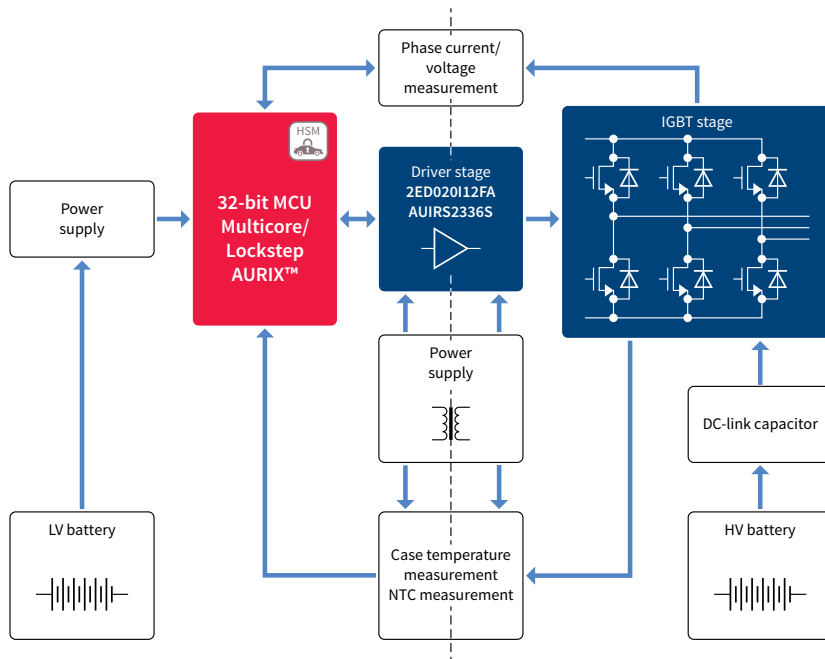 Phase current/
voltage
measurement
HSM
32-bit MCU
Multicore/
Lockstep
AURIX™
Driver stage
2ED020I12FA
AUIRS2336S
IGBT stage
Power
supply
Power
supply
DC-link capacitor
LV battery
Case temperature
measurement
NTC measurement
HV battery